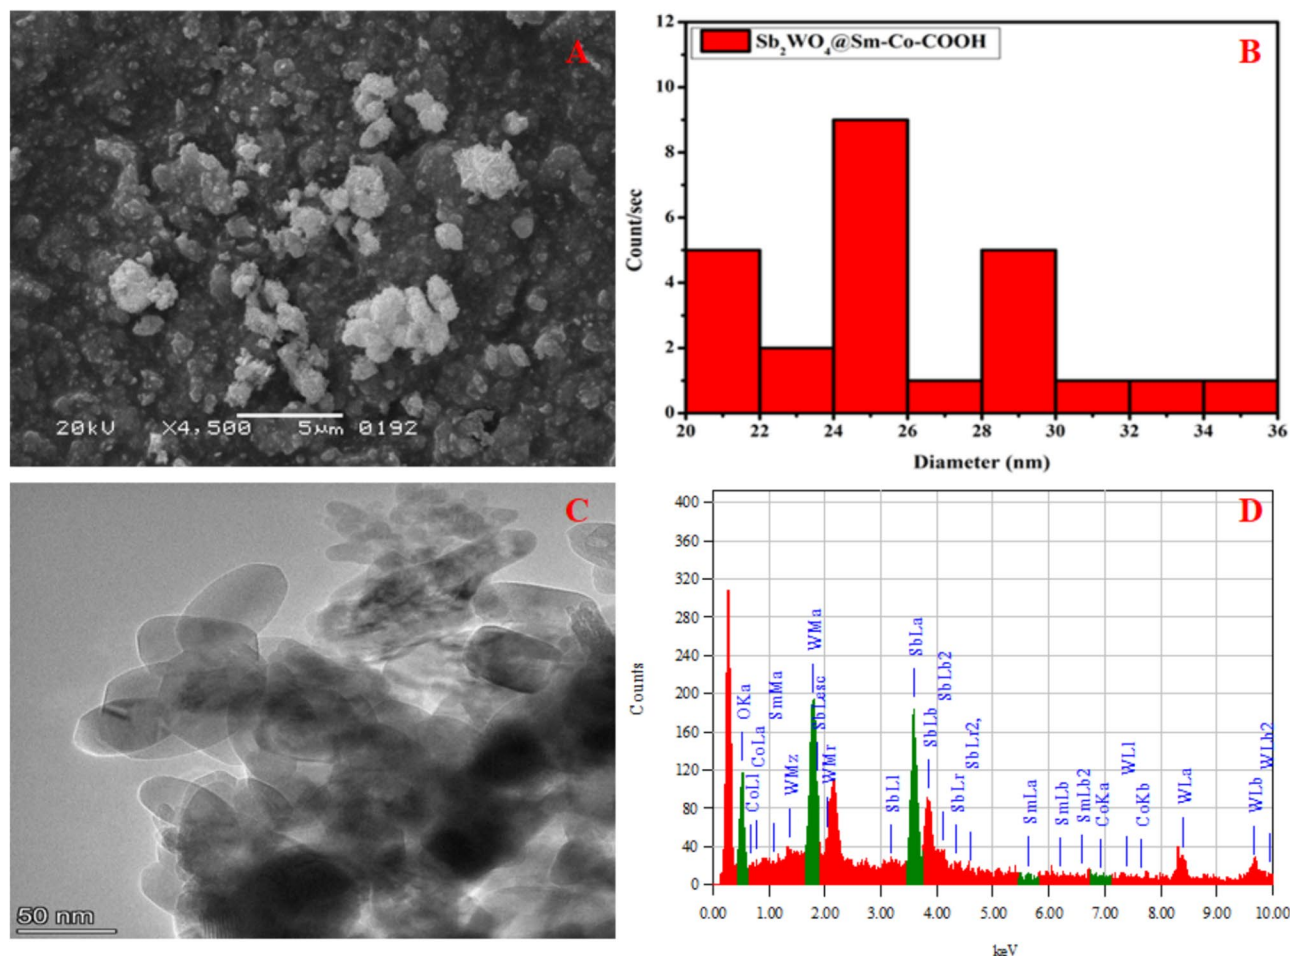 A
20kV X4,500 5μm 0192
B
Sb₂WO₄@Sm-Co-COOH
12
10
8
6
4
2
0
Count/sec
20 22 24 26 28 30 32 34 36
Diameter (nm)
C
50 nm
D
400
360
320
280
240
200
160
120
80
40
0
Counts
OKa
CoLl
CoLa
SmMa
WMz
WMa
SbLesc
WMr
SbLl
SbLa
SbLb
SbLb2
SbLr
SbLr2,
SmLa
SmLb
SmLb2
CoKa
WLl
CoKb
WLa
WLb
WLb2
0.00 1.00 2.00 3.00 4.00 5.00 6.00 7.00 8.00 9.00 10.00
keV